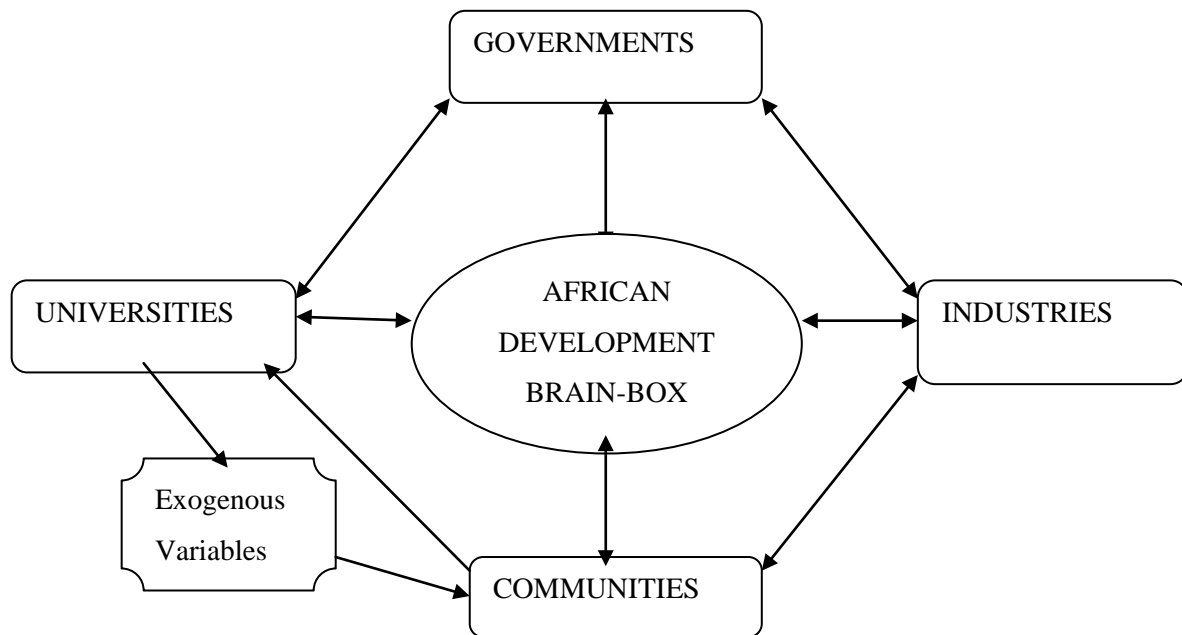 GOVERNMENTS
UNIVERSITIES
AFRICAN
DEVELOPMENT
BRAIN-BOX
INDUSTRIES
Exogenous
Variables
COMMUNITIES